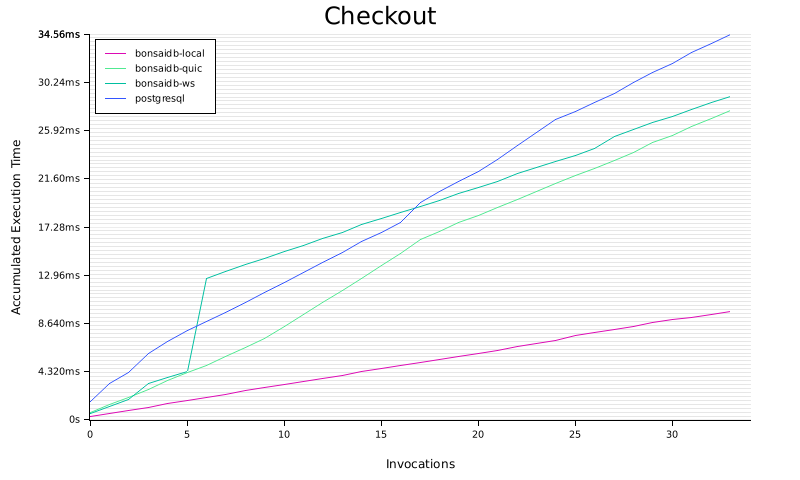 Checkout
34.56ms
30.24ms
25.92ms
21.60ms
17.28ms
12.96ms
8.640ms
4.320ms
0s
Accumulated Execution Time
bonsaidb-local
bonsaidb-quic
bonsaidb-ws
postgresql
0 5 10 15 20 25 30
Invocations